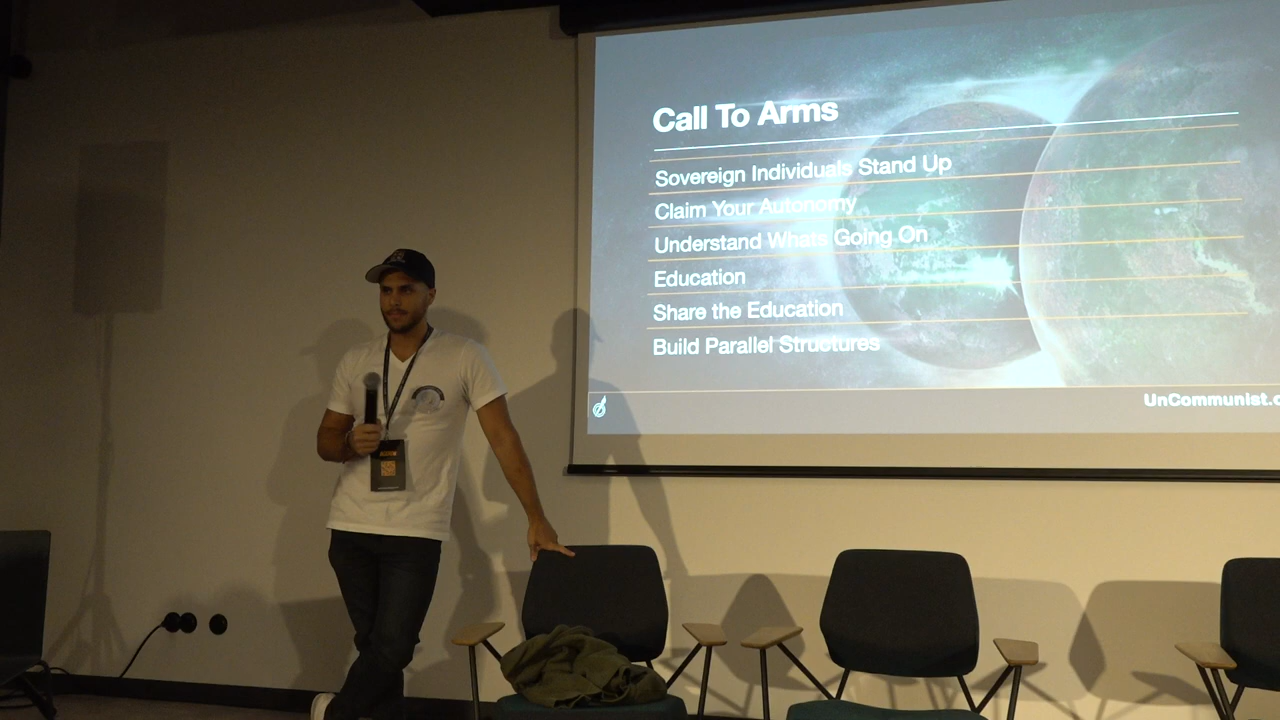 Call To Arms
Sovereign Individuals Stand Up
Claim Your Autonomy
Understand Whats Going On
Education
Share the Education
Build Parallel Structures
UnCommunist.c